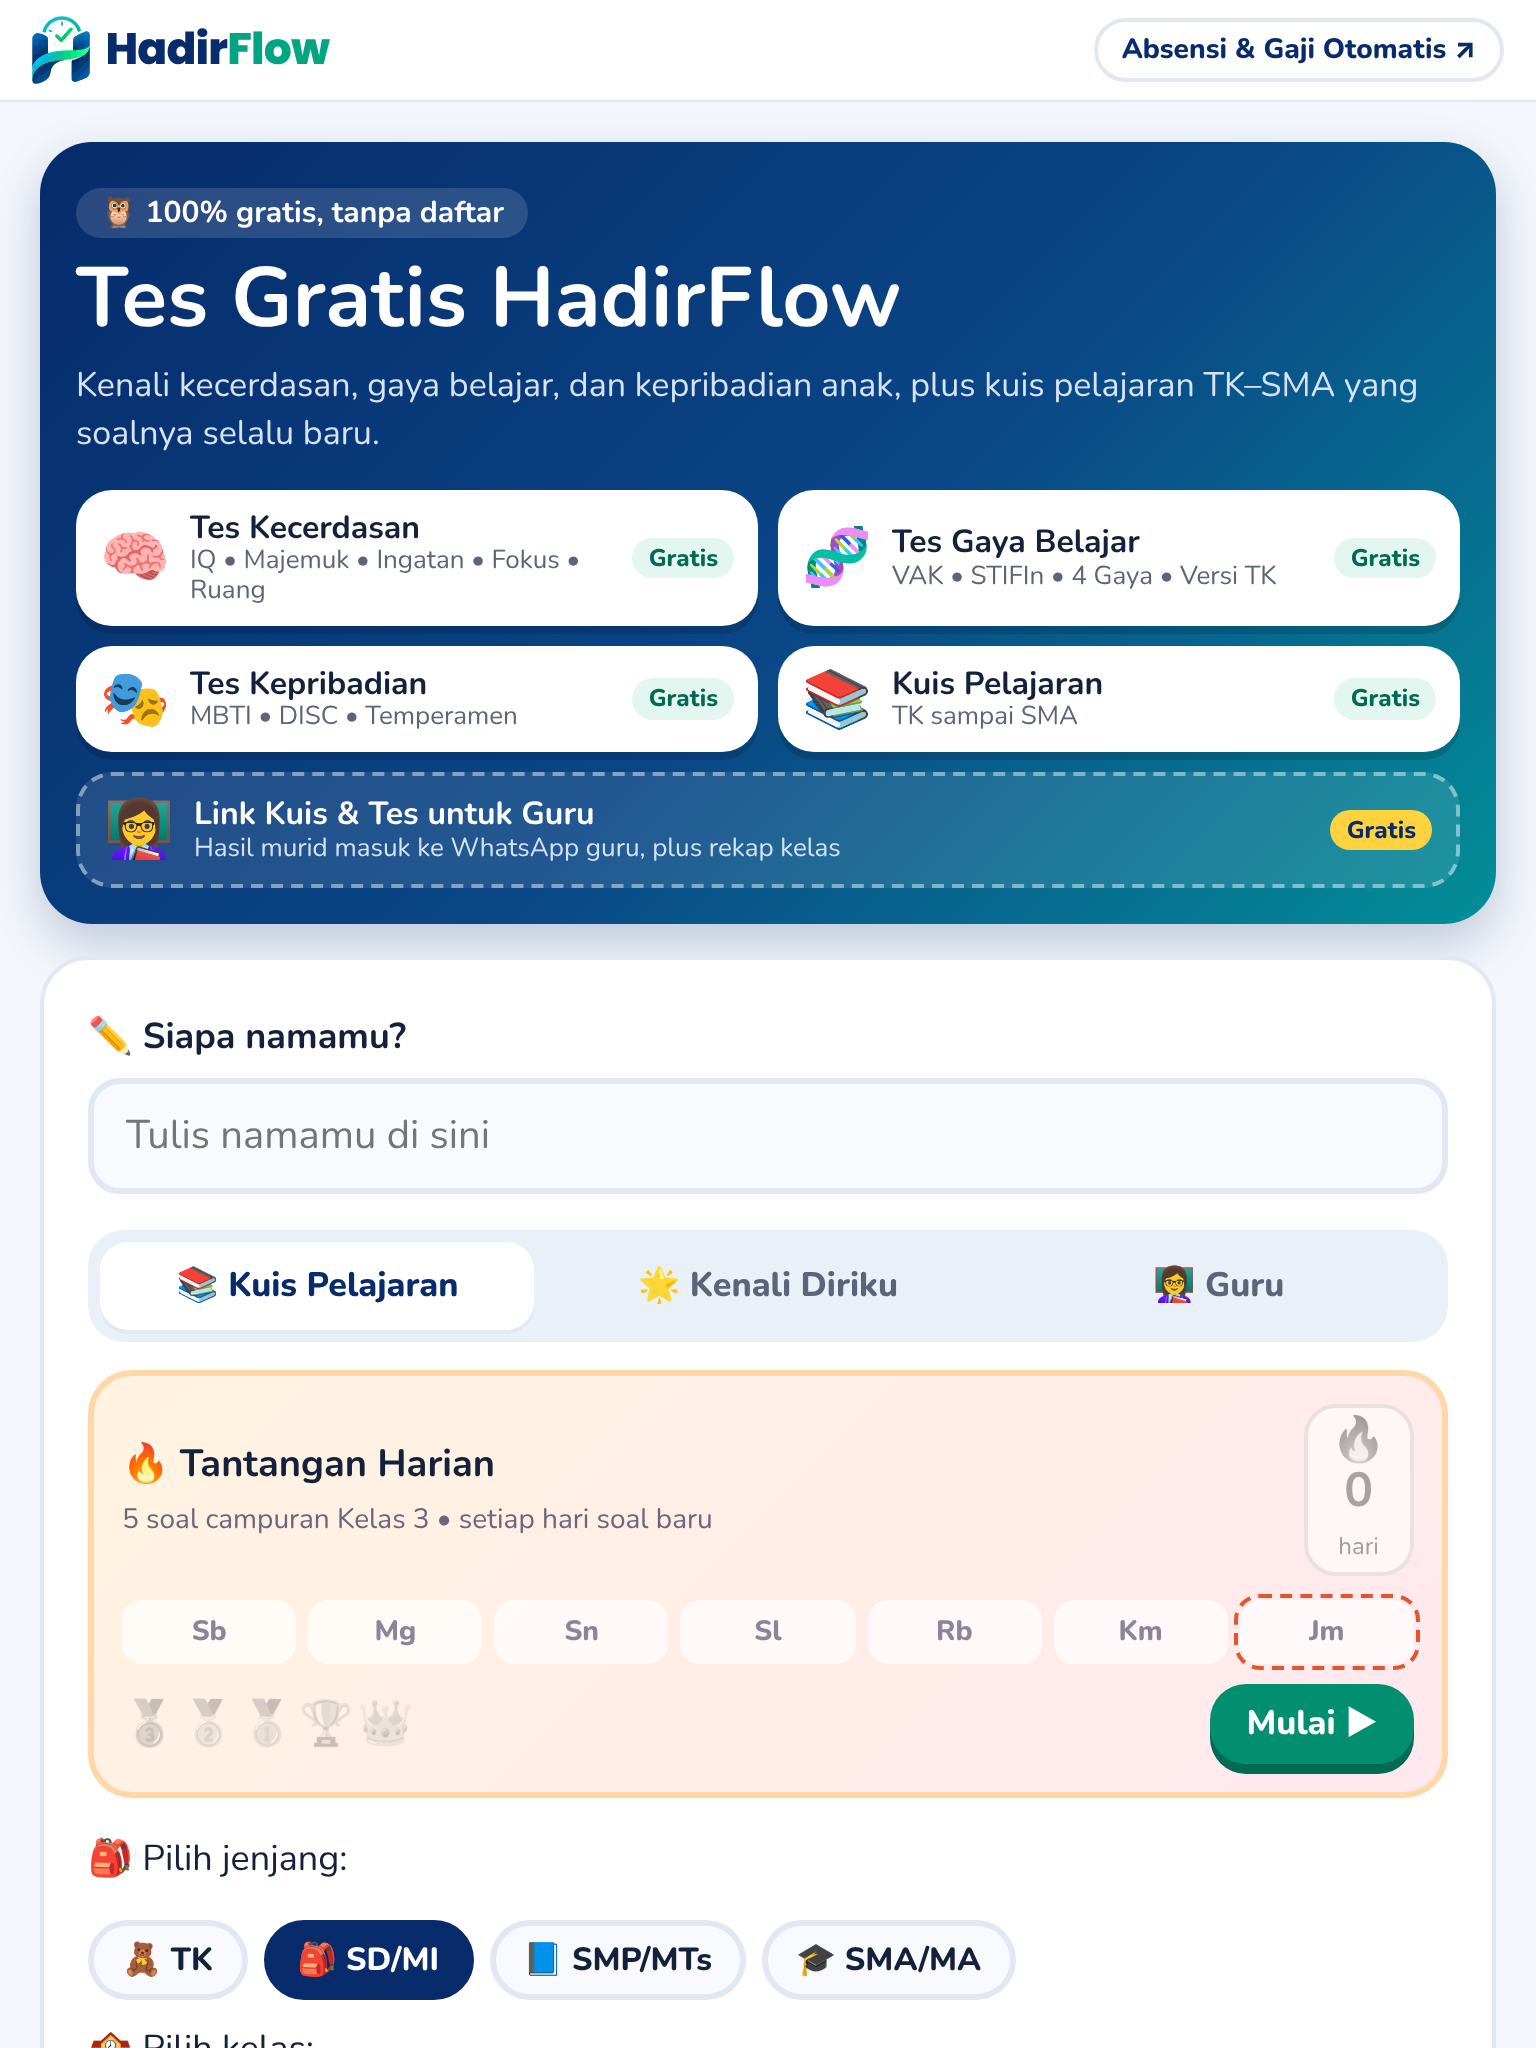 HadirFlow
Absensi & Gaji Otomatis
100% gratis, tanpa daftar
Tes Gratis HadirFlow
Kenali kecerdasan, gaya belajar, dan kepribadian anak, plus kuis pelajaran TK–SMA yang
soalnya selalu baru.
Tes Kecerdasan
IQ • Majemuk • Ingatan • Fokus •
Ruang
Gratis
Tes Gaya Belajar
VAK • STIFIn • 4 Gaya • Versi TK
Gratis
Tes Kepribadian
MBTI • DISC • Temperamen
Gratis
Kuis Pelajaran
TK sampai SMA
Gratis
Link Kuis & Tes untuk Guru
Hasil murid masuk ke WhatsApp guru, plus rekap kelas
Gratis
Siapa namamu?
Tulis namamu di sini
Kuis Pelajaran
Kenali Diriku
Guru
Tantangan Harian
5 soal campuran Kelas 3 • setiap hari soal baru
0
hari
Sb
Mg
Sn
Sl
Rb
Km
Jm
3
2
1
Mulai
Pilih jenjang:
TK
SD/MI
SMP/MTs
SMA/MA
Pilih kelas: